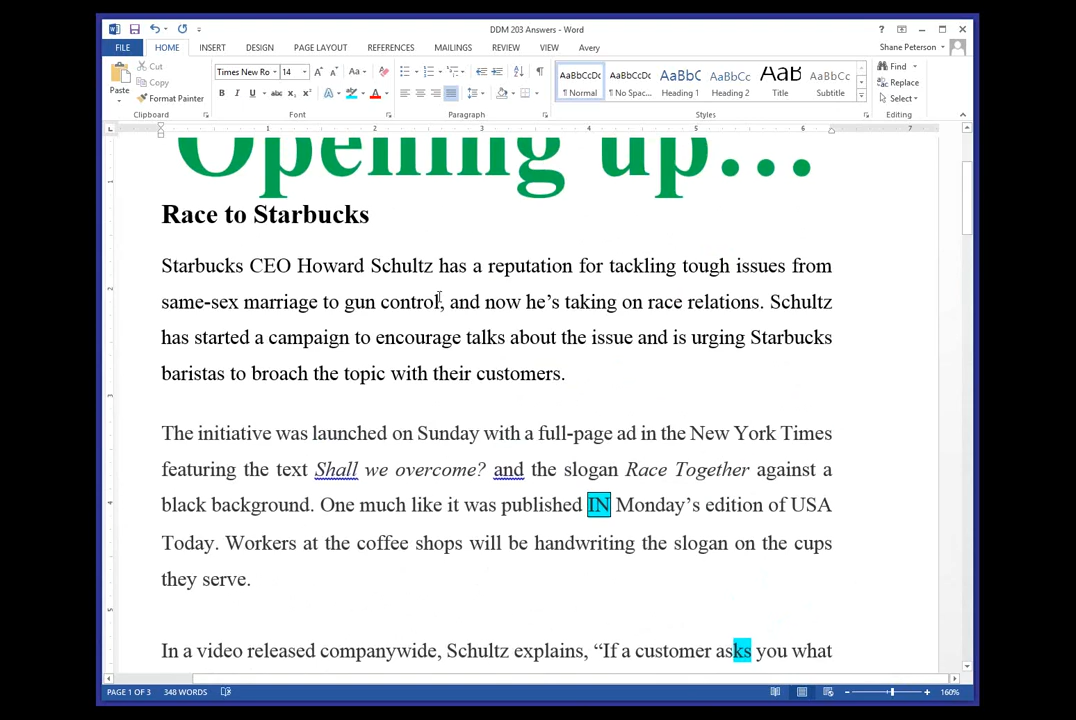 DDM 203 Answers - Word
FILE HOME INSERT DESIGN PAGE LAYOUT REFERENCES MAILINGS REVIEW VIEW Avery Shane Peterson
Cut
Copy
Format Painter
Paste
Times New Ro 14
AaBbCcDc AaBbCcDc AaBbC AaBbCc AaB AaBbCcD
¶ Normal ¶ No Spac... Heading 1 Heading 2 Title Subtitle
Find
Replace
Select
Clipboard Font Paragraph Styles Editing
Opening up…
Race to Starbucks
Starbucks CEO Howard Schultz has a reputation for tackling tough issues from
same-sex marriage to gun control, and now he’s taking on race relations. Schultz
has started a campaign to encourage talks about the issue and is urging Starbucks
baristas to broach the topic with their customers.
The initiative was launched on Sunday with a full-page ad in the New York Times
featuring the text Shall we overcome? and the slogan Race Together against a
black background. One much like it was published IN Monday’s edition of USA
Today. Workers at the coffee shops will be handwriting the slogan on the cups
they serve.
In a video released companywide, Schultz explains, “If a customer asks you what
PAGE 1 OF 3 348 WORDS 160%